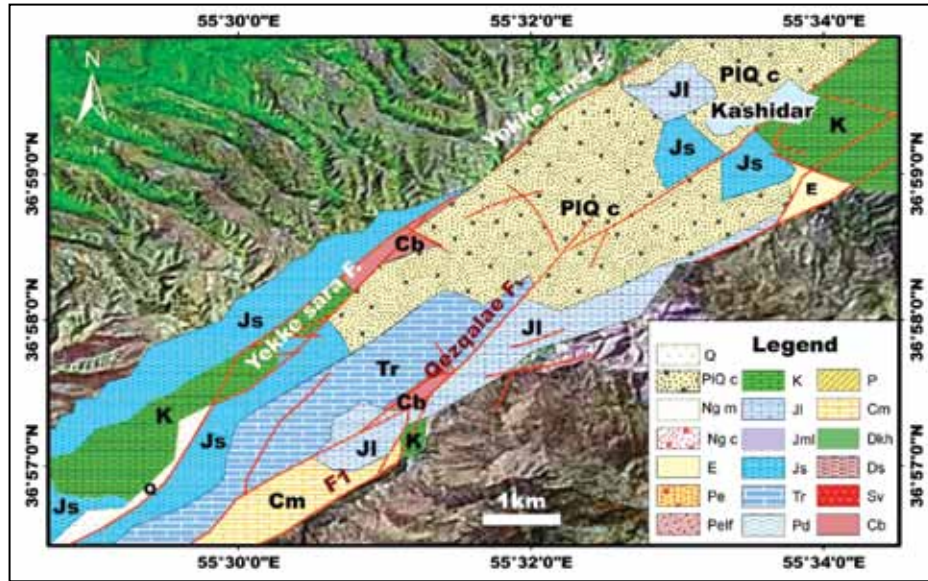 55°30'0"E 55°32'0"E 55°34'0"E
N
Yekke sara F.
PlQ c
Jl
Kashidar
K
36°59'0"N 36°59'0"N
Js
Js
E
PlQ c
Cb
Yekke sara F.
Js
36°58'0"N 36°58'0"N
Qezqalae F.
Jl
Tr
Cb
K
Js
K
Jl
36°57'0"N 36°57'0"N
Q
Js
F1
Cm
1km
Legend
Q
PlQ c K P
Ng m Jl Cm
Ng c Jml Dkh
E Js Ds
Pe Tr Sv
Pelf Pd Cb
55°30'0"E 55°32'0"E 55°34'0"E